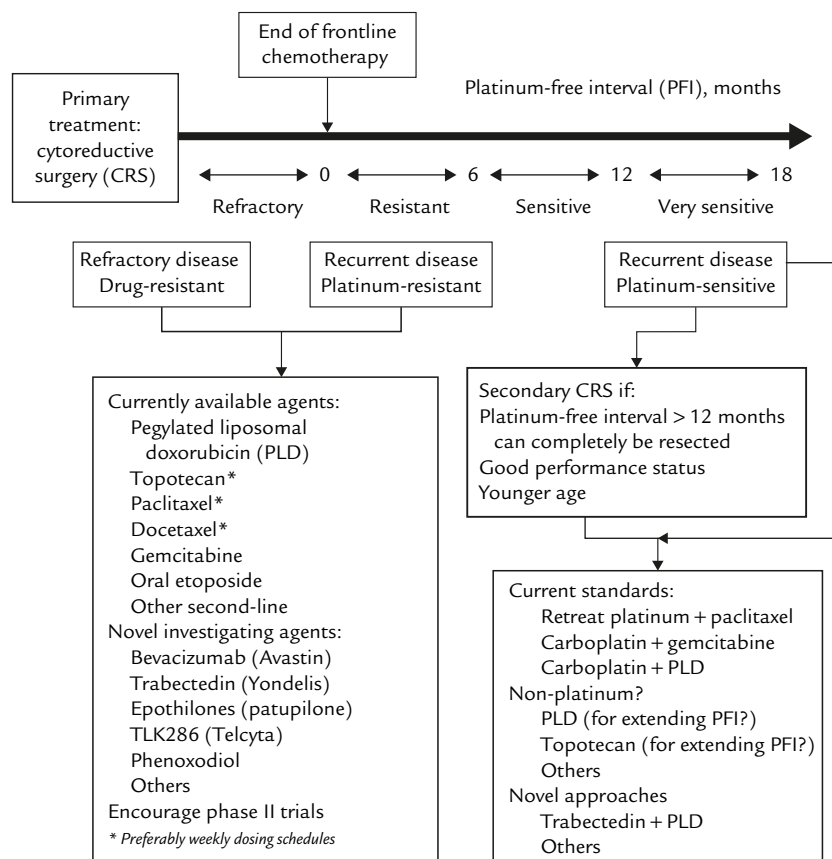 End of frontline
chemotherapy
Platinum-free interval (PFI), months
Primary
treatment:
cytoreductive
surgery (CRS)
0 6 12 18
Refractory Resistant Sensitive Very sensitive
Refractory disease
Drug-resistant
Recurrent disease
Platinum-resistant
Recurrent disease
Platinum-sensitive
Currently available agents:
Pegylated liposomal
doxorubicin (PLD)
Topotecan*
Paclitaxel*
Docetaxel*
Gemcitabine
Oral etoposide
Other second-line
Novel investigating agents:
Bevacizumab (Avastin)
Trabectedin (Yondelis)
Epothilones (patupilone)
TLK286 (Telcyta)
Phenoxodiol
Others
Encourage phase II trials
* Preferably weekly dosing schedules
Secondary CRS if:
Platinum-free interval > 12 months
can completely be resected
Good performance status
Younger age
Current standards:
Retreat platinum + paclitaxel
Carboplatin + gemcitabine
Carboplatin + PLD
Non-platinum?
PLD (for extending PFI?)
Topotecan (for extending PFI?)
Others
Novel approaches
Trabectedin + PLD
Others